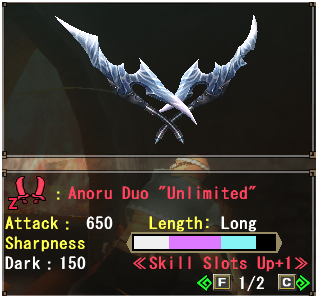 Z : Anoru Duo "Unlimited"
Attack : 650 Length: Long
Sharpness
Dark : 150 ≪Skill Slots Up+1≫
F 1/2 C